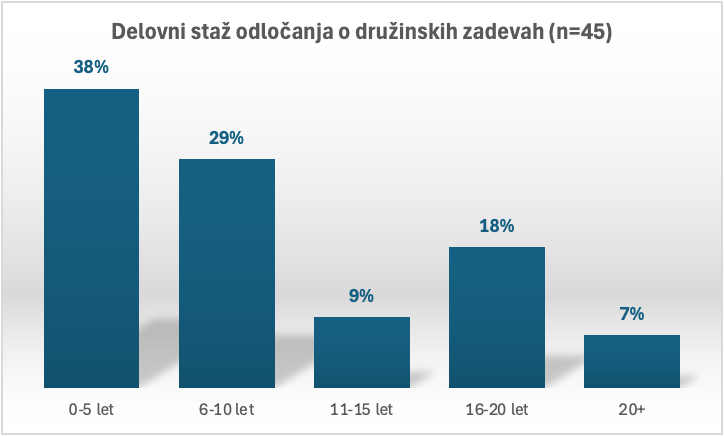 Delovni staž odločanja o družinskih zadevah (n=45)
38%
29%
9%
18%
7%
0-5 let
6-10 let
11-15 let
16-20 let
20+